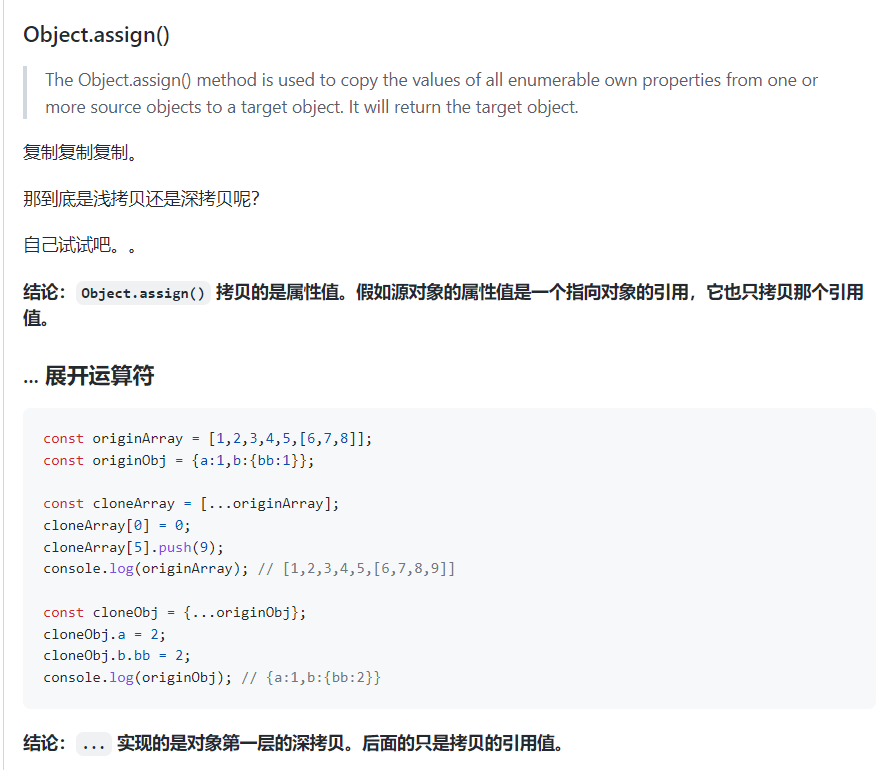 Object.assign()
The Object.assign() method is used to copy the values of all enumerable own properties from one or
more source objects to a target object. It will return the target object.
复制复制复制。
那到底是浅拷贝还是深拷贝呢?
自己试试吧。。
结论： Object.assign() 拷贝的是属性值。假如源对象的属性值是一个指向对象的引用，它也只拷贝那个引用
值。
... 展开运算符
const originArray = [1,2,3,4,5,[6,7,8]];
const originObj = {a:1,b:{bb:1}};
const cloneArray = [...originArray];
cloneArray[0] = 0;
cloneArray[5].push(9);
console.log(originArray); // [1,2,3,4,5,[6,7,8,9]]
const cloneObj = {...originObj};
cloneObj.a = 2;
cloneObj.b.bb = 2;
console.log(originObj); // {a:1,b:{bb:2}}
结论： ... 实现的是对象第一层的深拷贝。后面的只是拷贝的引用值。